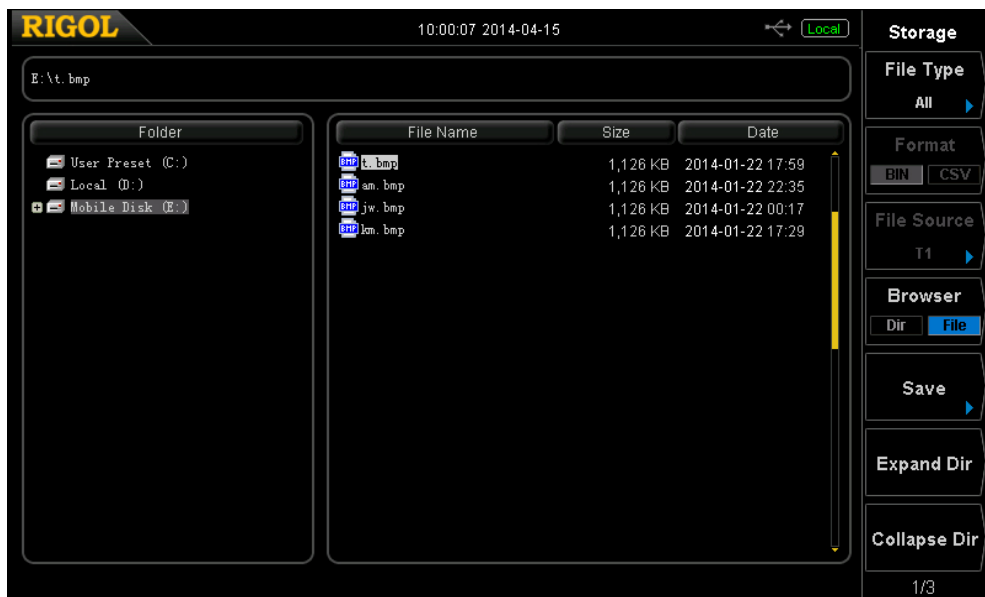 RIGOL
10:00:07 2014-04-15
Local
E:\t.bmp
Folder
User Preset (C:)
Local (D:)
Mobile Disk (E:)
File Name Size Date
BMP t.bmp 1,126 KB 2014-01-22 17:59
BMP am.bmp 1,126 KB 2014-01-22 22:35
BMP jw.bmp 1,126 KB 2014-01-22 00:17
BMP km.bmp 1,126 KB 2014-01-22 17:29
Storage
File Type
All
Format
BIN CSV
File Source
T1
Browser
Dir File
Save
Expand Dir
Collapse Dir
1/3